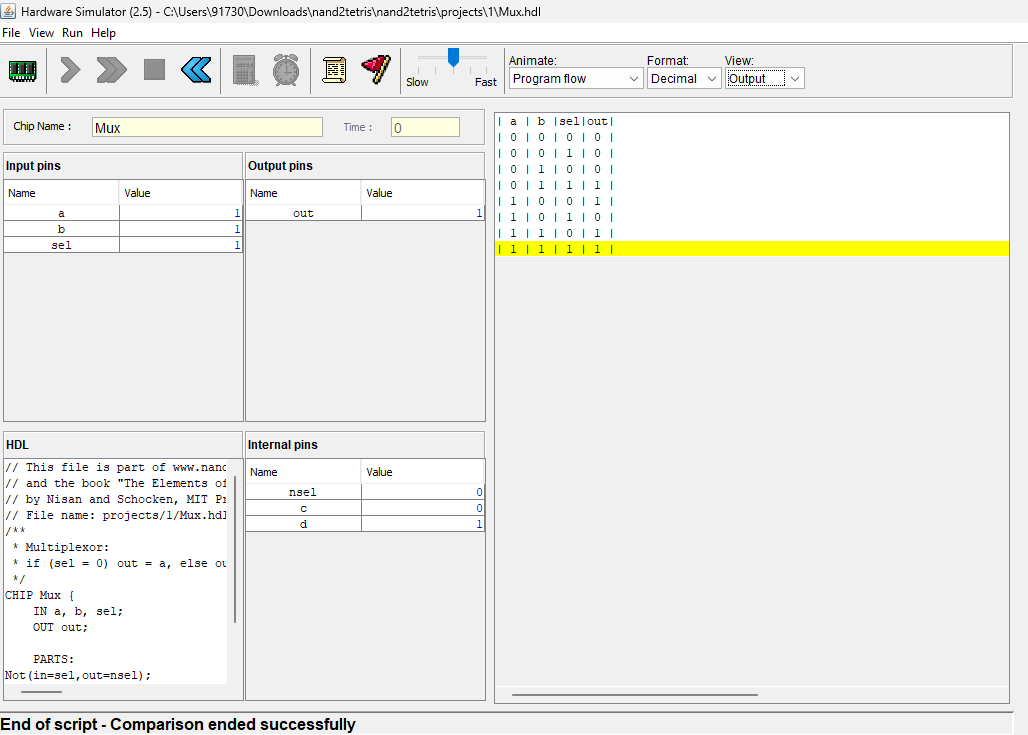 Hardware Simulator (2.5) - C:\Users\91730\Downloads\nand2tetris\nand2tetris\projects\1\Mux.hdl
File View Run Help
Slow Fast
Animate: Format: View:
Program flow Decimal Output
Chip Name : Mux Time : 0
Input pins
Name Value
a 1
b 1
sel 1
Output pins
Name Value
out 1
| a | b |sel|out|
| 0 | 0 | 0 | 0 |
| 0 | 0 | 1 | 0 |
| 0 | 1 | 0 | 0 |
| 0 | 1 | 1 | 1 |
| 1 | 0 | 0 | 1 |
| 1 | 0 | 1 | 0 |
| 1 | 1 | 0 | 1 |
| 1 | 1 | 1 | 1 |
HDL
// This file is part of www.nand
// and the book "The Elements of
// by Nisan and Schocken, MIT Pr
// File name: projects/1/Mux.hdl
/**
* Multiplexor:
* if (sel = 0) out = a, else ou
*/
CHIP Mux {
IN a, b, sel;
OUT out;
PARTS:
Not(in=sel,out=nsel);
Internal pins
Name Value
nsel 0
c 0
d 1
End of script - Comparison ended successfully